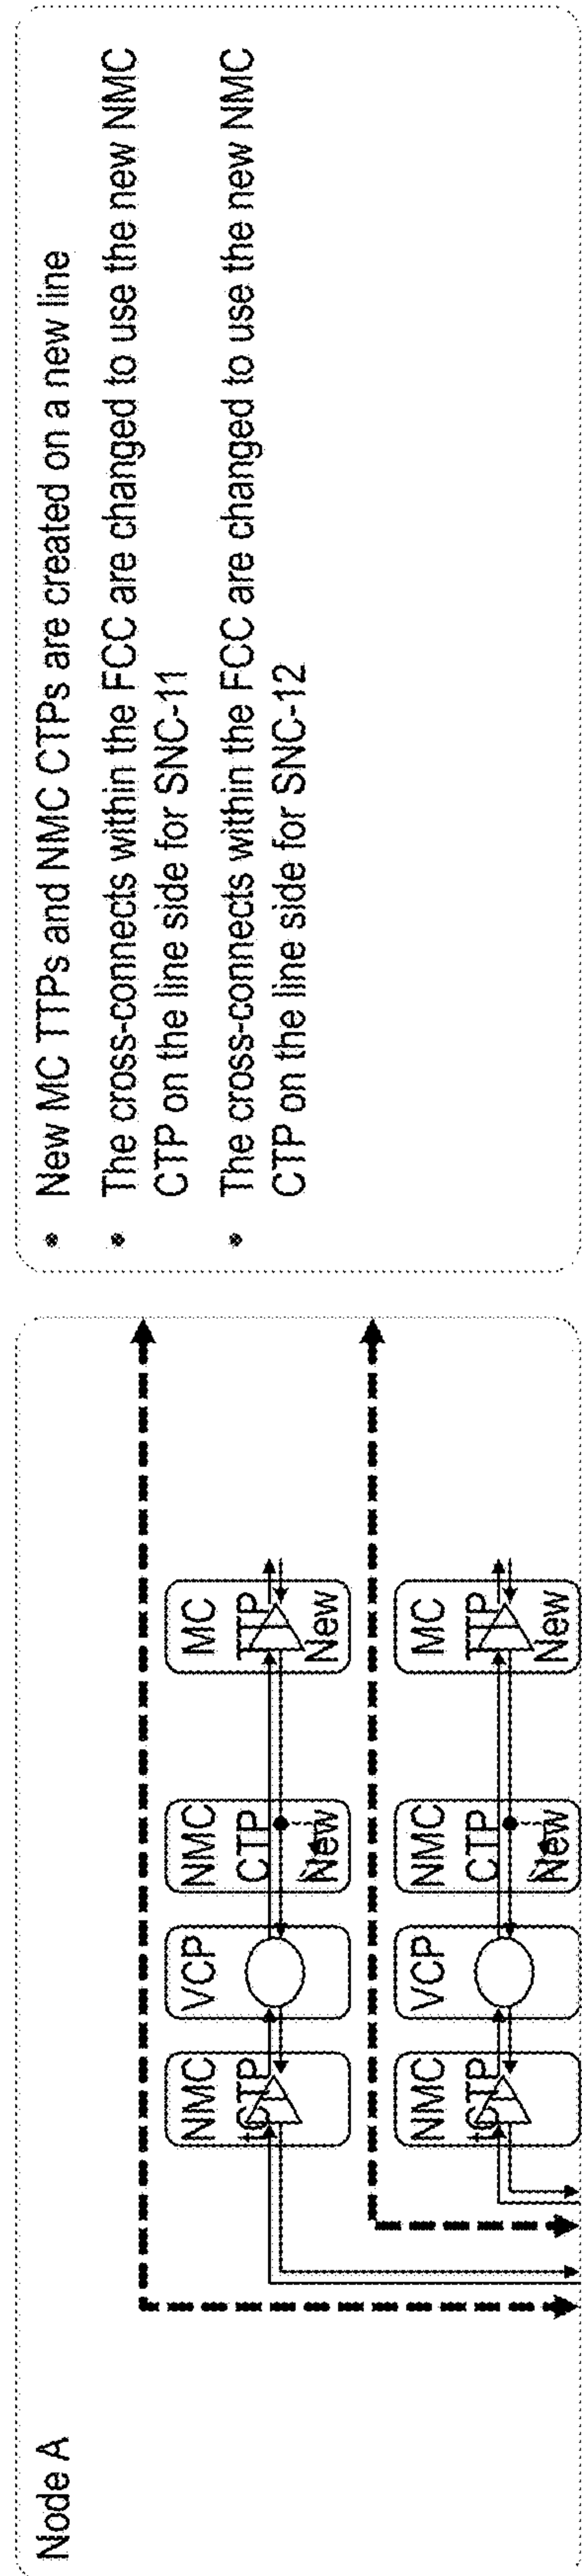 Node A
NMC
tCTP
VCP
NMC
CTP
New
MC
TTP
New
NMC
tCTP
VCP
NMC
CTP
New
MC
TTP
New
• New MC TTPs and NMC CTPs are created on a new line
• The cross-connects within the FCC are changed to use the new NMC
CTP on the line side for SNC-11
• The cross-connects within the FCC are changed to use the new NMC
CTP on the line side for SNC-12